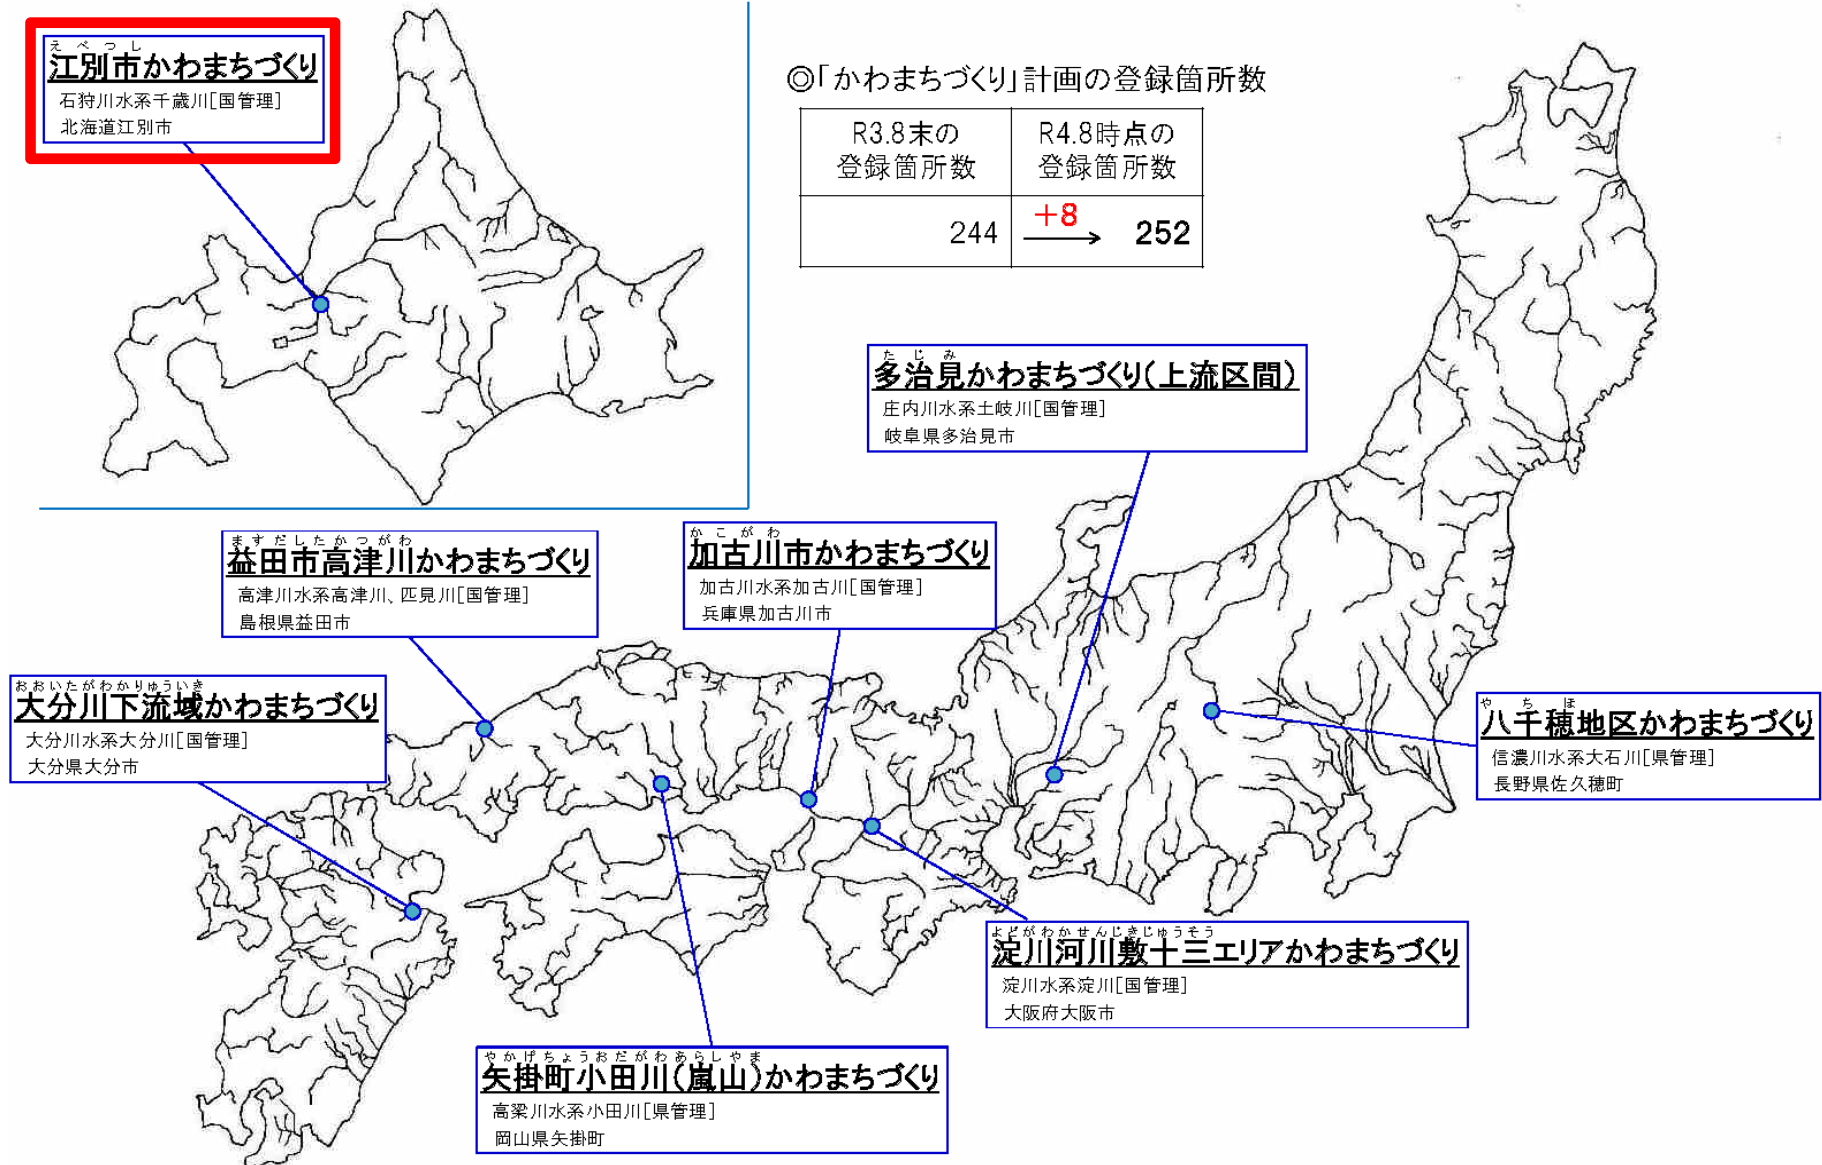 えべつし
江別市かわまちづくり
石狩川水系千歳川[国管理]
北海道江別市
◎「かわまちづくり」計画の登録箇所数
R3.8末の
登録箇所数
R4.8時点の
登録箇所数
244
+8
252
たじみ
多治見かわまちづくり(上流区間)
庄内川水系土岐川[国管理]
岐阜県多治見市
ますだしたかつがわ
益田市高津川かわまちづくり
高津川水系高津川、匹見川[国管理]
島根県益田市
かこがわ
加古川市かわまちづくり
加古川水系加古川[国管理]
兵庫県加古川市
おおいたがわかりゅういき
大分川下流域かわまちづくり
大分川水系大分川[国管理]
大分県大分市
やちほ
八千穂地区かわまちづくり
信濃川水系大石川[県管理]
長野県佐久穂町
よどがわかせんじきじゅうそう
淀川河川敷十三エリアかわまちづくり
淀川水系淀川[国管理]
大阪府大阪市
やかげちょうおだがわあらしやま
矢掛町小田川(嵐山)かわまちづくり
高梁川水系小田川[県管理]
岡山県矢掛町